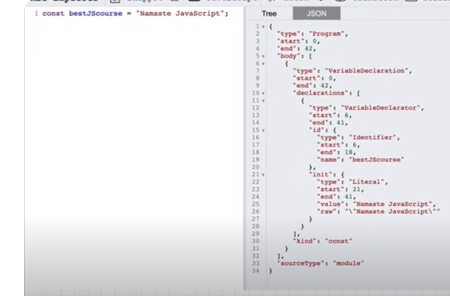 1 const bestJScourse = "Namaste JavaScript";
Tree JSON
1 {
2 "type": "Program",
3 "start": 0,
4 "end": 42,
5 "body": [
6 {
7 "type": "VariableDeclaration",
8 "start": 0,
9 "end": 42,
10 "declarations": [
11 {
12 "type": "VariableDeclarator",
13 "start": 6,
14 "end": 41,
15 "id": {
16 "type": "Identifier",
17 "start": 6,
18 "end": 18,
19 "name": "bestJScourse"
20 },
21 "init": {
22 "type": "Literal",
23 "start": 21,
24 "end": 41,
25 "value": "Namaste JavaScript",
26 "raw": "\"Namaste JavaScript\""
27 }
28 }
29 ],
30 "kind": "const"
31 }
32 ],
33 "sourceType": "module"
34 }